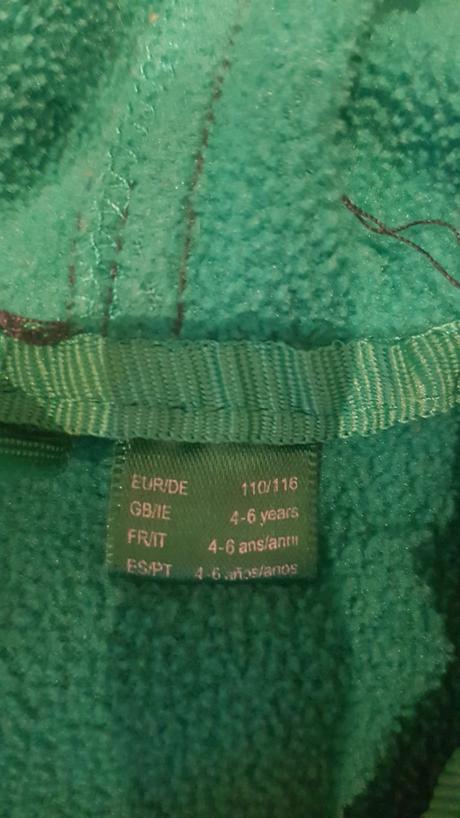 EUR/DE 110/116
GB/IE 4-6 years
FR/IT 4-6 ans/anni
ES/PT 4-6 años/anos